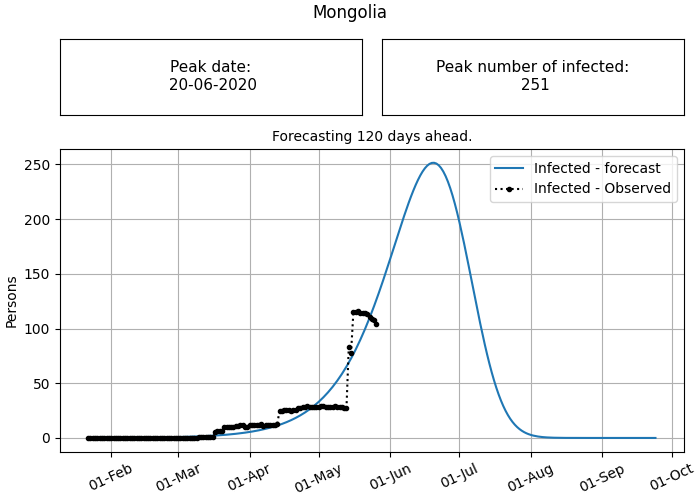 Mongolia
Peak date:
20-06-2020
Peak number of infected:
251
Forecasting 120 days ahead.
Infected - forecast
Infected - Observed
Persons
250
200
150
100
50
0
01-Feb
01-Mar
01-Apr
01-May
01-Jun
01-Jul
01-Aug
01-Sep
01-Oct